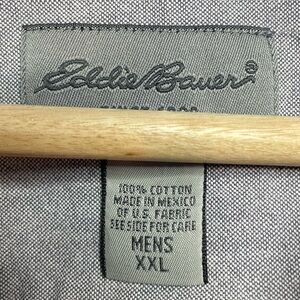 Eddie Bauer®
100% COTTON
MADE IN MEXICO
OF U.S. FABRIC
SEE SIDE FOR CARE
MENS
XXL